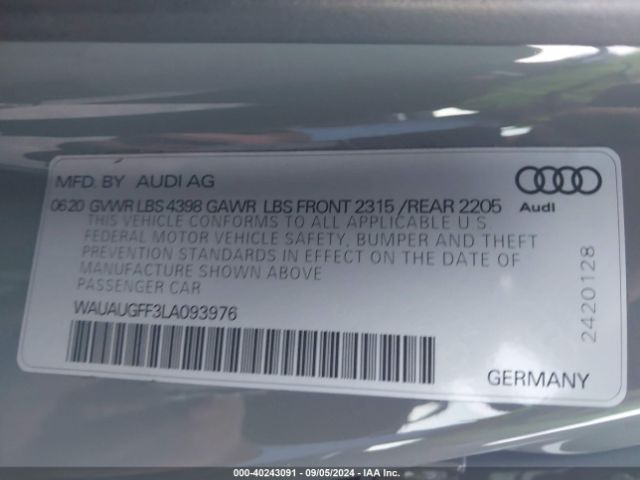 MFD. BY AUDI AG
06 20 GVWR LBS 4398 GAWR LBS FRONT 2315 /REAR 2205
THIS VEHICLE CONFORMS TO ALL APPLICABLE U.S.
FEDERAL MOTOR VEHICLE SAFETY, BUMPER AND THEFT
PREVENTION STANDARDS IN EFFECT ON THE DATE OF
MANUFACTURE SHOWN ABOVE
PASSENGER CAR
WAUAUGFF3LA093976
Audi
2420128
GERMANY
000-40243091 - 09/05/2024 - IAA Inc.